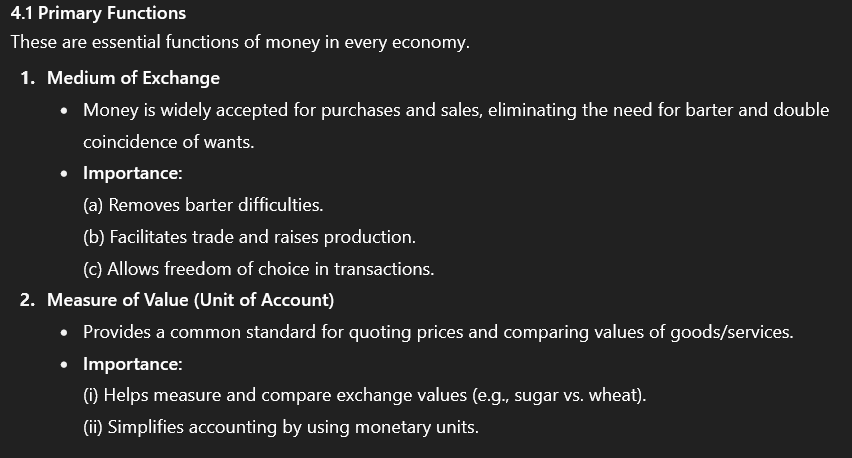 4.1 Primary Functions
These are essential functions of money in every economy.
1. Medium of Exchange
• Money is widely accepted for purchases and sales, eliminating the need for barter and double
coincidence of wants.
• Importance:
(a) Removes barter difficulties.
(b) Facilitates trade and raises production.
(c) Allows freedom of choice in transactions.
2. Measure of Value (Unit of Account)
• Provides a common standard for quoting prices and comparing values of goods/services.
• Importance:
(i) Helps measure and compare exchange values (e.g., sugar vs. wheat).
(ii) Simplifies accounting by using monetary units.